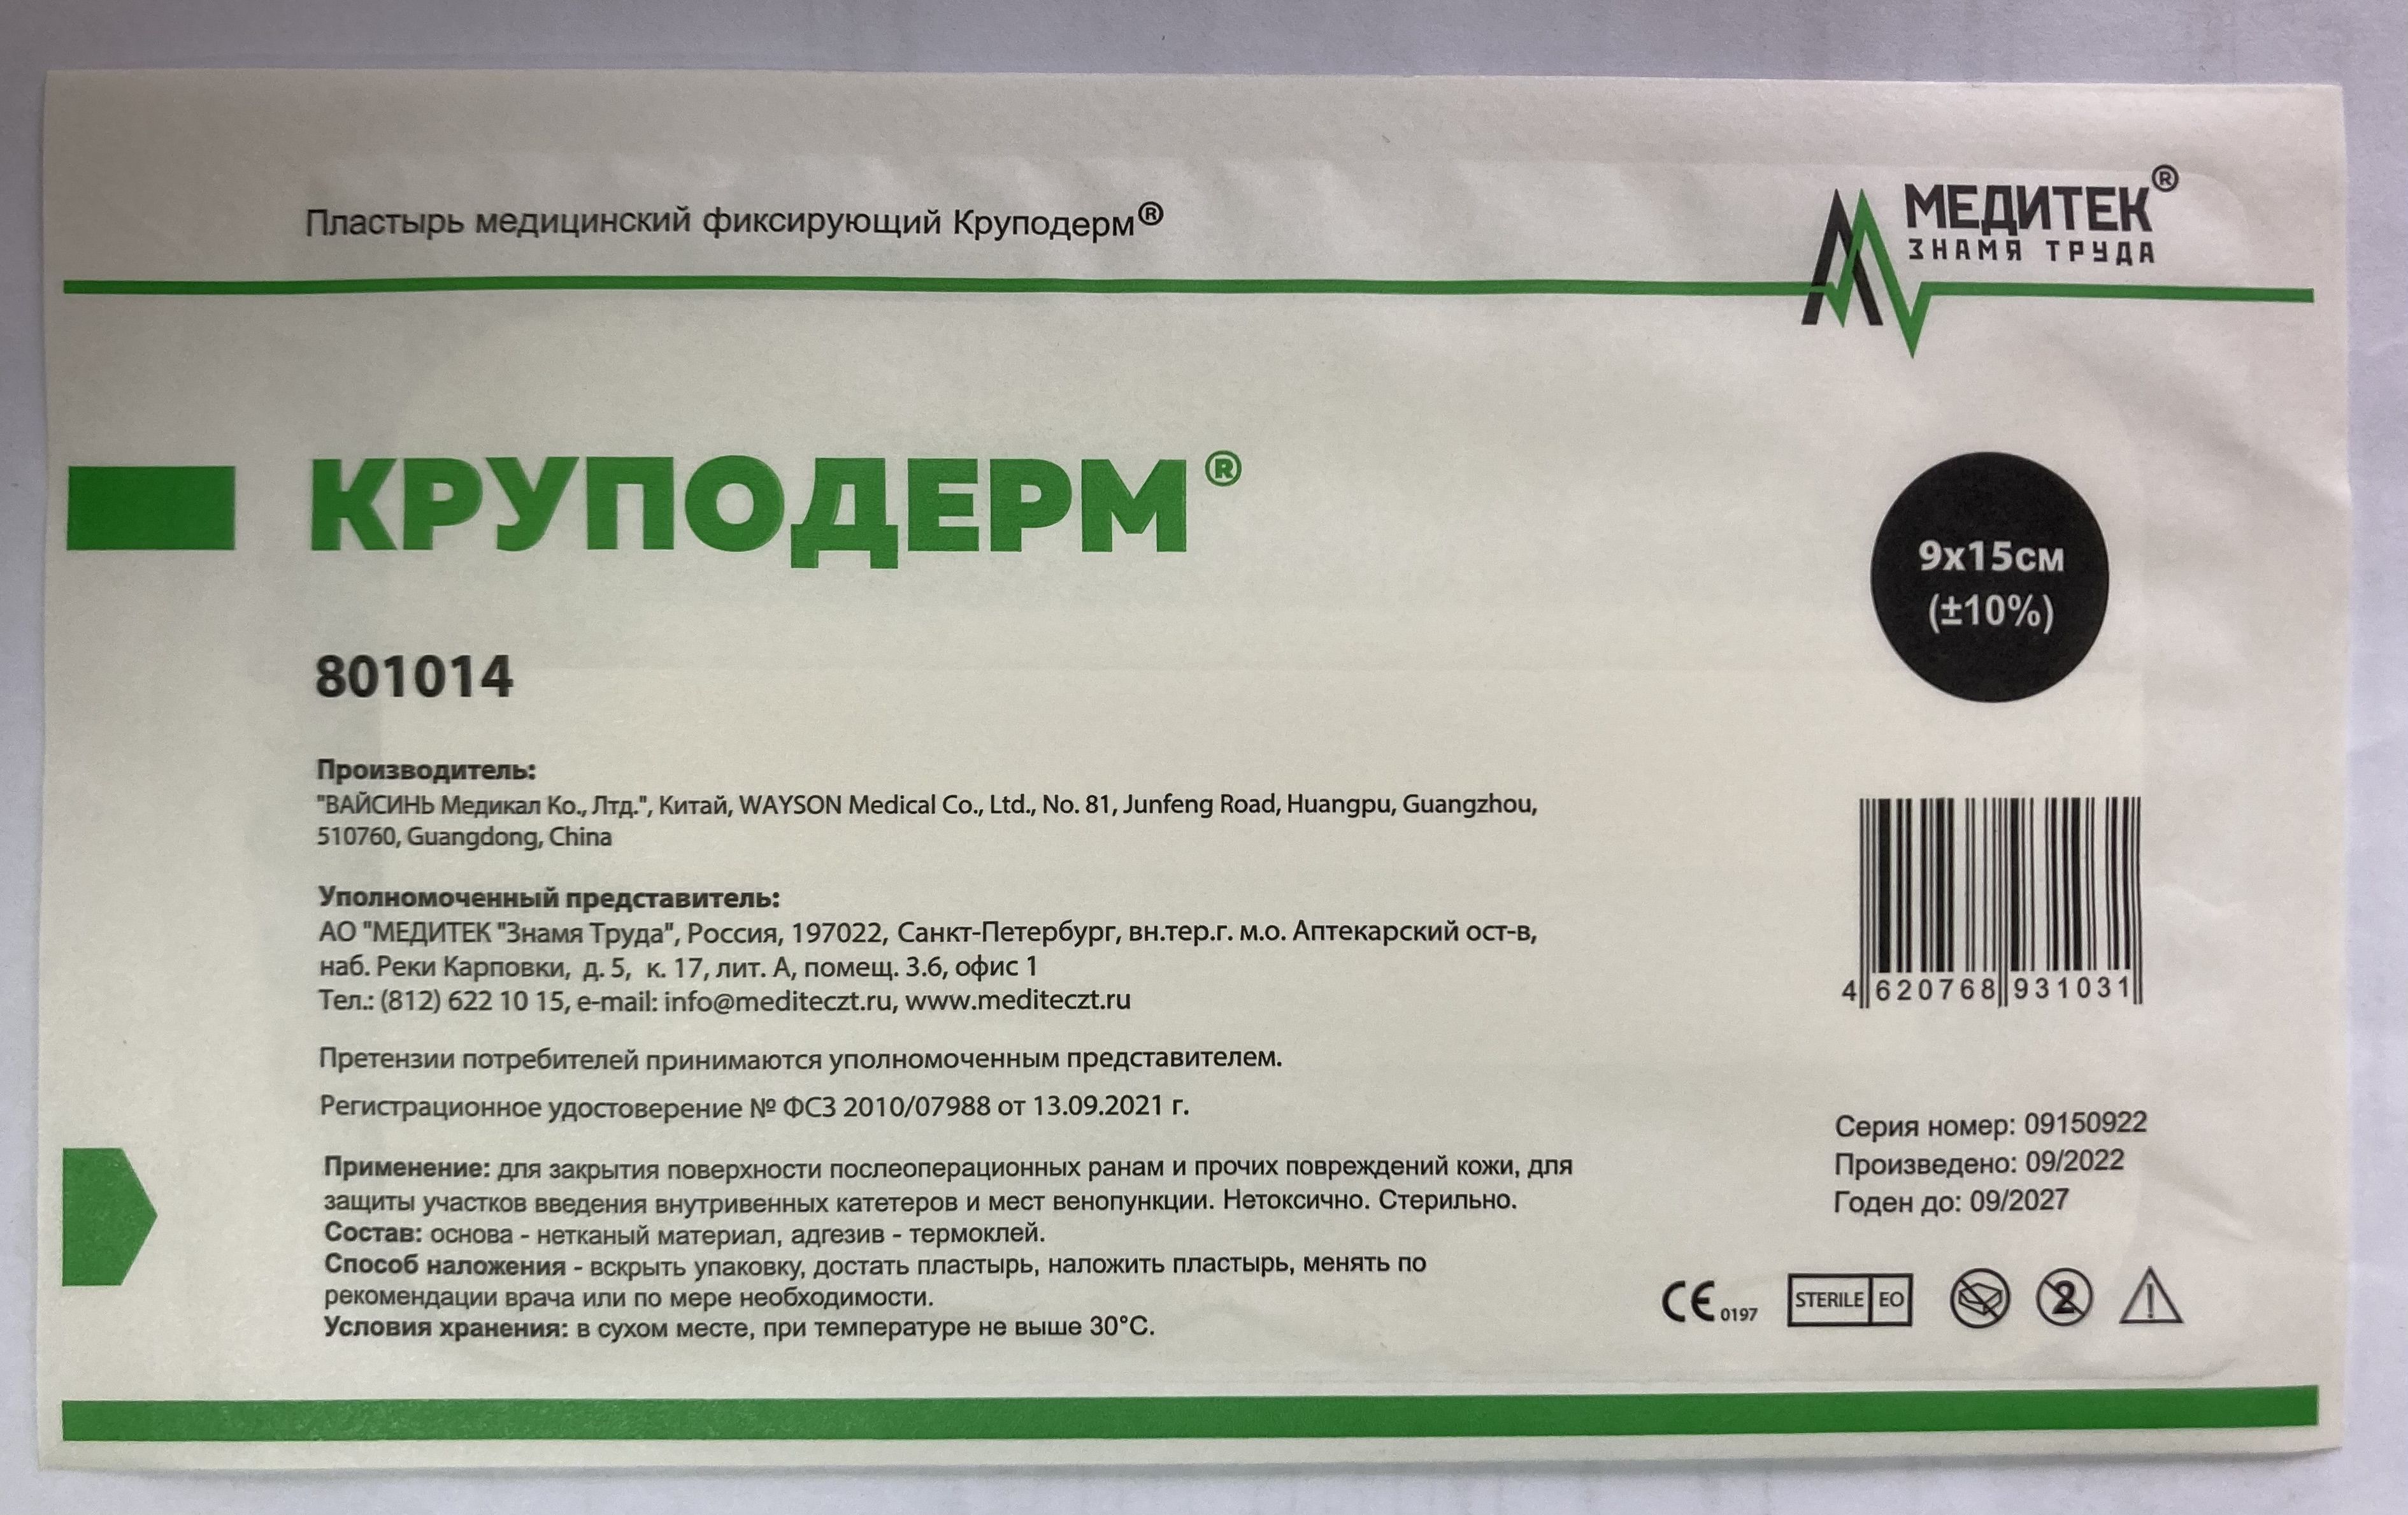 Пластырь медицинский фиксирующий Круподерм®
МЕДИТЕК®
ЗНАМЯ ТРУДА
КРУПОДЕРМ®
9х15см
(±10%)
801014
Производитель:
"ВАЙСИНЬ Медикал Ко., Лтд.", Китай, WAYSON Medical Co., Ltd., No. 81, Junfeng Road, Huangpu, Guangzhou,
510760, Guangdong, China
Уполномоченный представитель:
АО "МЕДИТЕК "Знамя Труда", Россия, 197022, Санкт-Петербург, вн.тер.г. м.о. Аптекарский ост-в,
наб. Реки Карповки, д. 5, к. 17, лит. А, помещ. 3.6, офис 1
Тел.: (812) 622 10 15, e-mail: info@mediteczt.ru, www.mediteczt.ru
4 620768 931031
Претензии потребителей принимаются уполномоченным представителем.
Регистрационное удостоверение № ФСЗ 2010/07988 от 13.09.2021 г.
Серия номер: 09150922
Произведено: 09/2022
Годен до: 09/2027
Применение: для закрытия поверхности послеоперационных ранам и прочих повреждений кожи, для
защиты участков введения внутривенных катетеров и мест венопункции. Нетоксично. Стерильно.
Состав: основа - нетканый материал, адгезив - термоклей.
Способ наложения - вскрыть упаковку, достать пластырь, наложить пластырь, менять по
рекомендации врача или по мере необходимости.
Условия хранения: в сухом месте, при температуре не выше 30°С.
CE 0197 STERILE EO 2